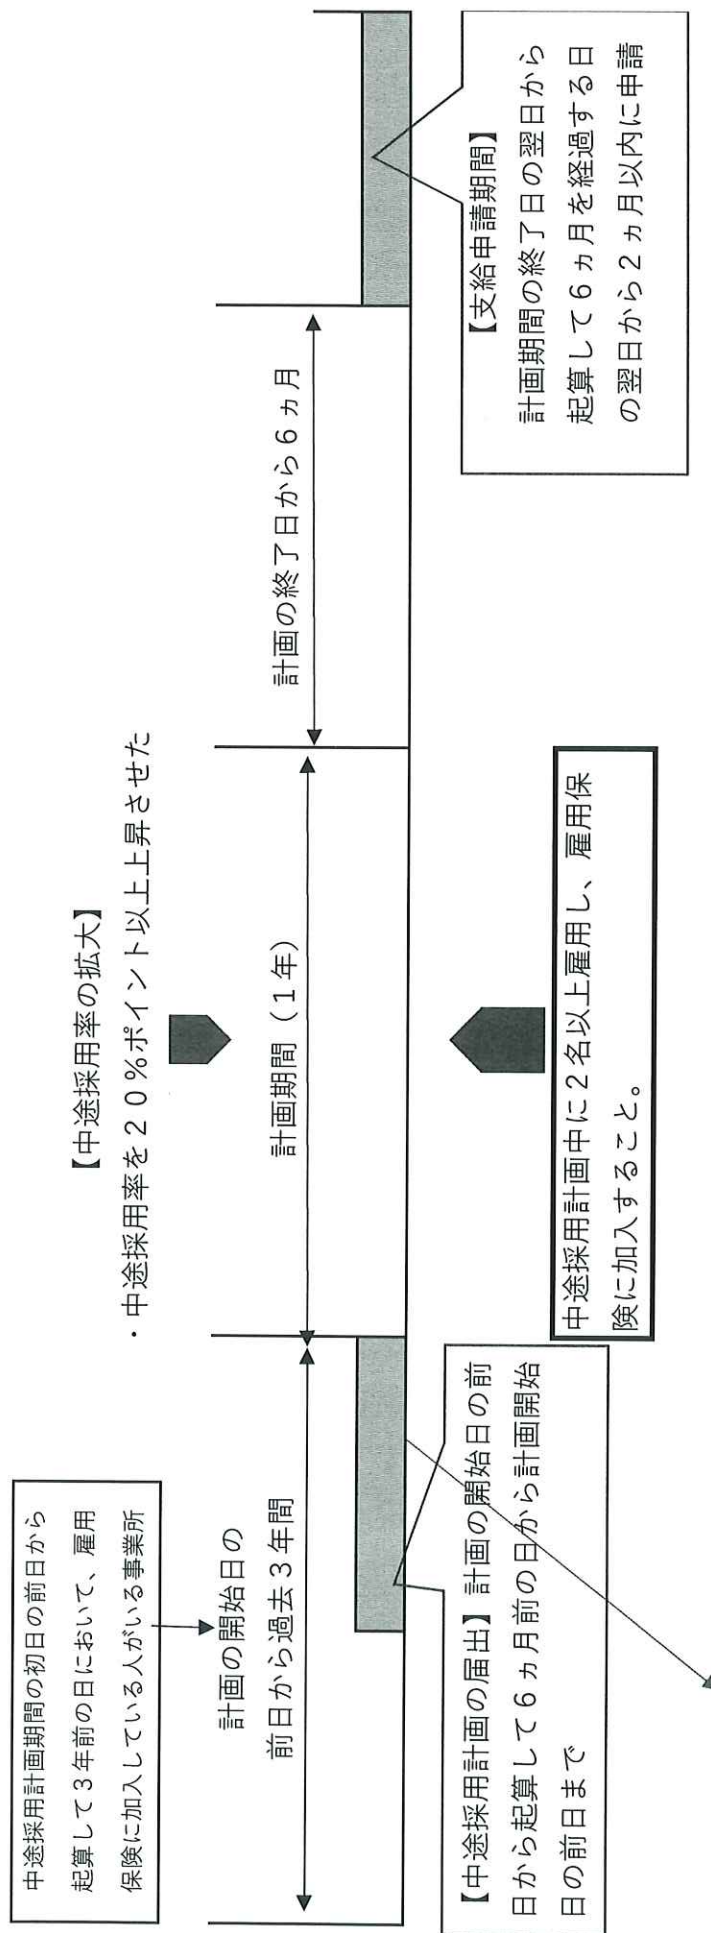 【中途採用率の拡大】
・中途採用率を２０％ポイント以上上昇させた
中途採用計画期間の初日の前日から
起算して３年前の日において、雇用
保険に加入している人がいる事業所
計画の開始日の
前日から過去３年間
計画期間（１年）
計画の終了日から６ヵ月
【中途採用計画の届出】計画の開始日の前
日から起算して６ヵ月前の日から計画開始
日の前日まで
中途採用計画中に２名以上雇用し、雇用保
険に加入すること。
【支給申請期間】
計画期間の終了日の翌日から
起算して６ヵ月を経過する日
の翌日から２ヵ月以内に申請